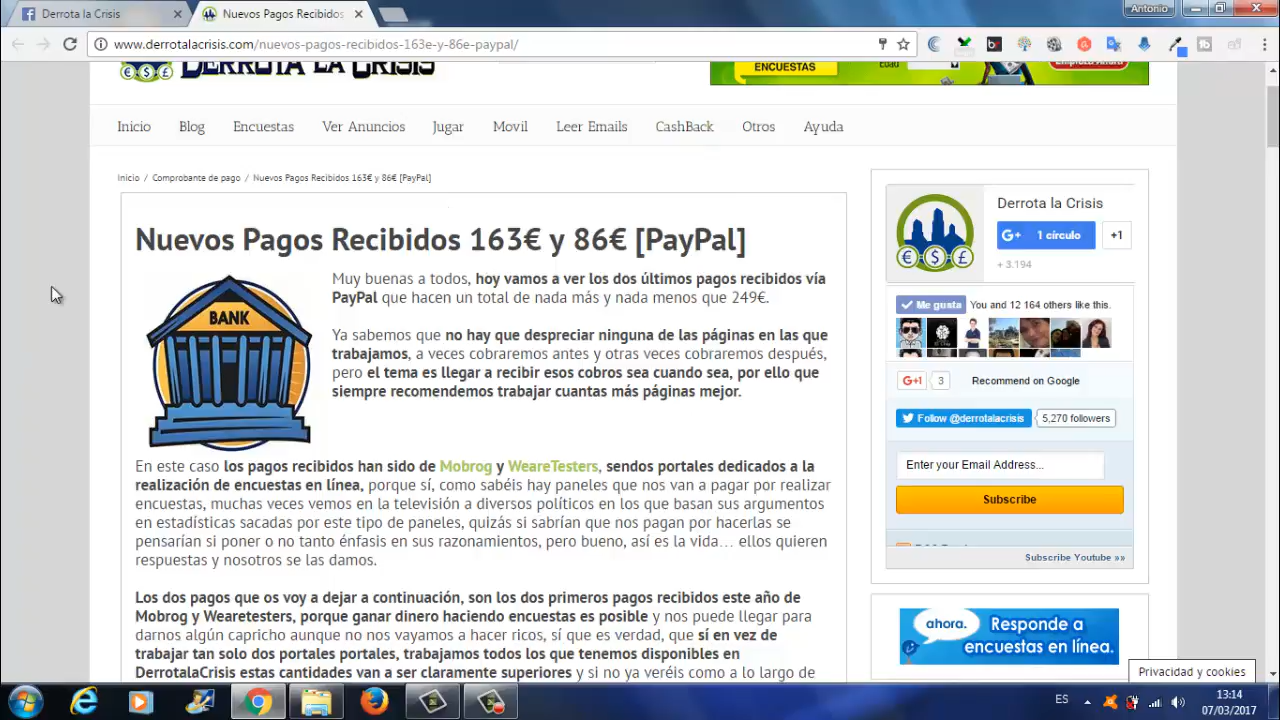 Derrota la Crisis
Nuevos Pagos Recibidos
Antonio
www.derrotalacrisis.com/nuevos-pagos-recibidos-163e-y-86e-paypal/
DERROTA LA CRISIS
ENCUESTAS
Edad
Inicio Blog Encuestas Ver Anuncios Jugar Movil Leer Emails CashBack Otros Ayuda
Inicio / Comprobante de pago / Nuevos Pagos Recibidos 163€ y 86€ [PayPal]
Nuevos Pagos Recibidos 163€ y 86€ [PayPal]
BANK
Muy buenas a todos, hoy vamos a ver los dos últimos pagos recibidos vía
PayPal que hacen un total de nada más y nada menos que 249€.
Ya sabemos que no hay que despreciar ninguna de las páginas en las que
trabajamos, a veces cobraremos antes y otras veces cobraremos después,
pero el tema es llegar a recibir esos cobros sea cuando sea, por ello que
siempre recomendemos trabajar cuantas más páginas mejor.
En este caso los pagos recibidos han sido de Mobrog y WeareTesters, sendos portales dedicados a la
realización de encuestas en línea, porque sí, como sabéis hay paneles que nos van a pagar por realizar
encuestas, muchas veces vemos en la televisión a diversos políticos en los que basan sus argumentos
en estadísticas sacadas por este tipo de paneles, quizás si sabrían que nos pagan por hacerlas se
pensarían si poner o no tanto énfasis en sus razonamientos, pero bueno, así es la vida... ellos quieren
respuestas y nosotros se las damos.
Los dos pagos que os voy a dejar a continuación, son los dos primeros pagos recibidos este año de
Mobrog y Wearetesters, porque ganar dinero haciendo encuestas es posible y nos puede llegar para
darnos algún capricho aunque no nos vayamos a hacer ricos, sí que es verdad, que sí en vez de
trabajar tan solo dos portales portales, trabajamos todos los que tenemos disponibles en
DerrotalaCrisis estas cantidades van a ser claramente superiores y si no ya veréis como a lo largo de
Derrota la Crisis
€ $ £
G+ 1 círculo
+1
+ 3.194
Me gusta
You and 12 164 others like this.
G+1 3 Recommend on Google
Follow @derrotalacrisis 5,270 followers
Enter your Email Address...
Subscribe
Subscribe Youtube »»
ahora.
Responde a
encuestas en línea.
Privacidad y cookies
ES
13:14
07/03/2017